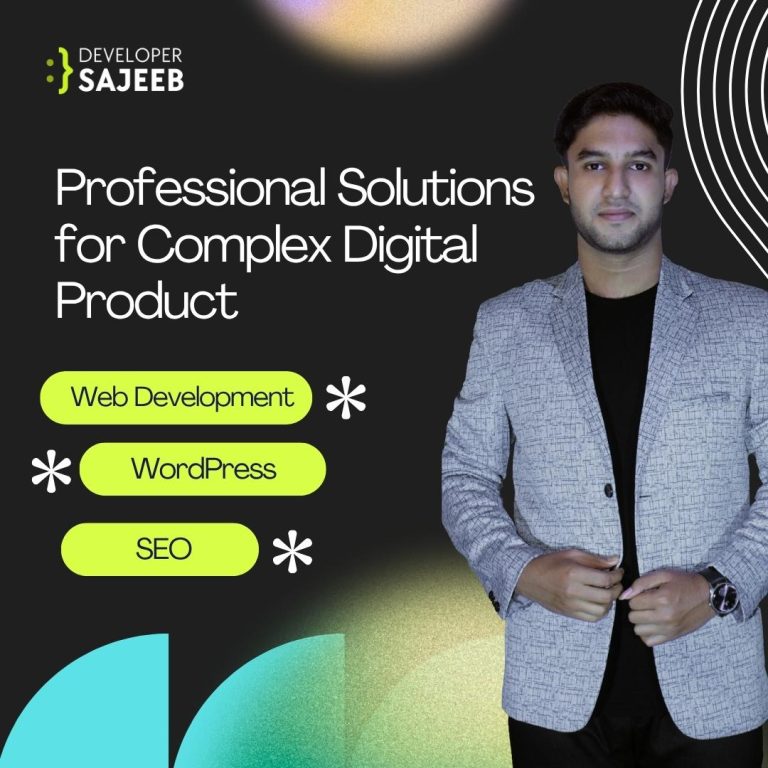 DEVELOPER
SAJEEB
Professional Solutions
for Complex Digital
Product
Web Development
WordPress
SEO